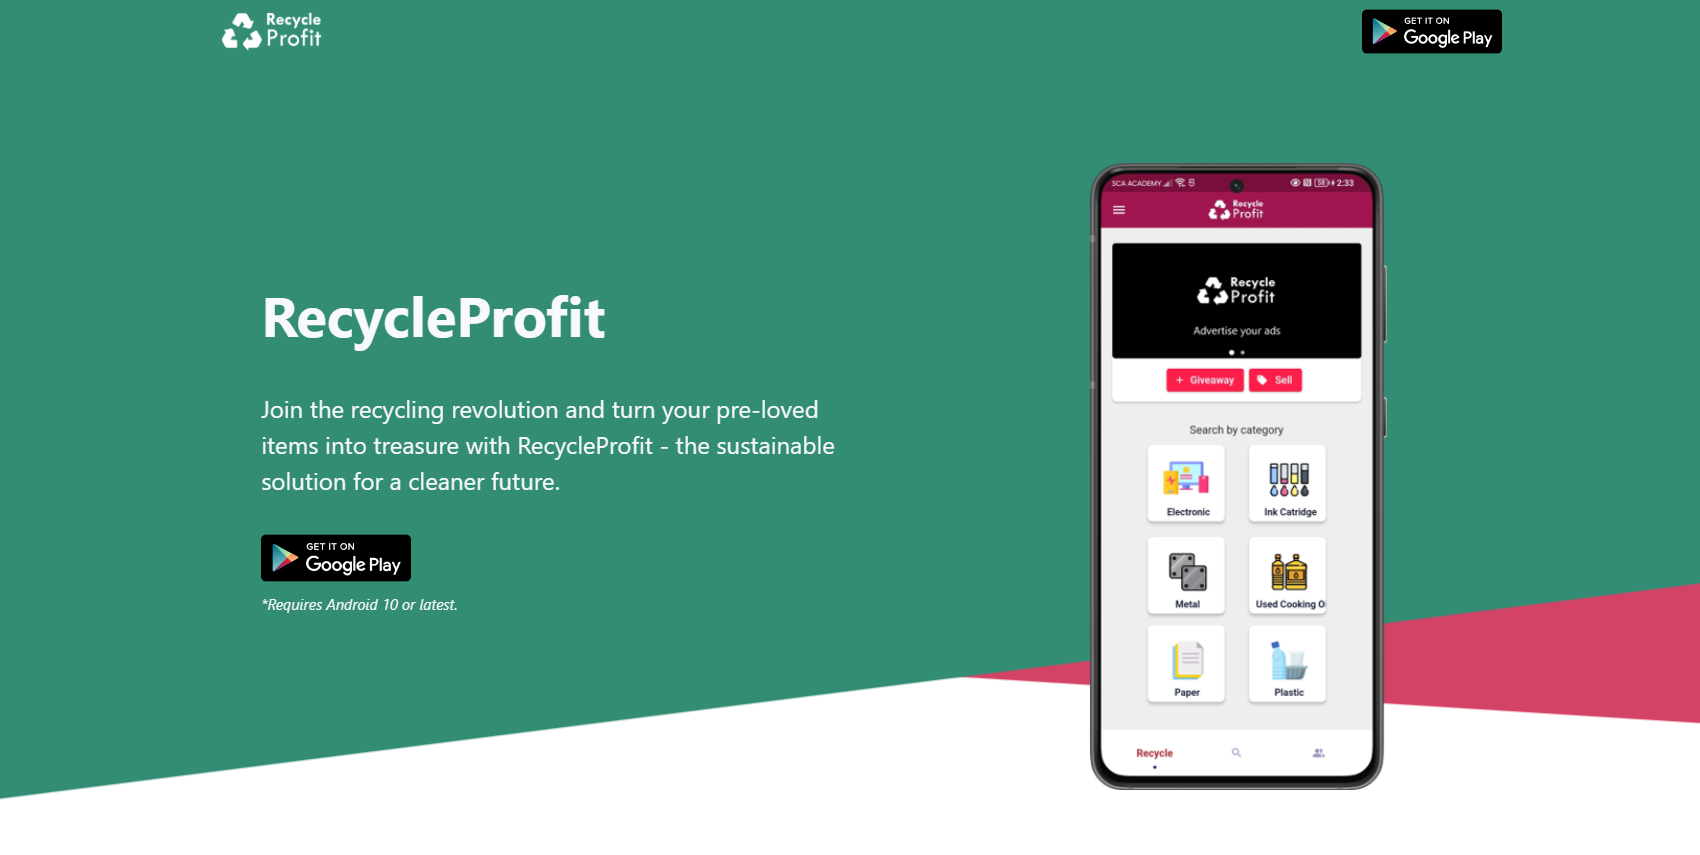 Recycle
Profit
GET IT ON
Google Play
RecycleProfit
Join the recycling revolution and turn your pre-loved
items into treasure with RecycleProfit - the sustainable
solution for a cleaner future.
GET IT ON
Google Play
*Requires Android 10 or latest.
SCA ACADEMY
58
2:33
Recycle
Profit
Recycle
Profit
Advertise your ads
+ Giveaway
Sell
Search by category
Electronic
Ink Catridge
Metal
Used Cooking O
Paper
Plastic
Recycle